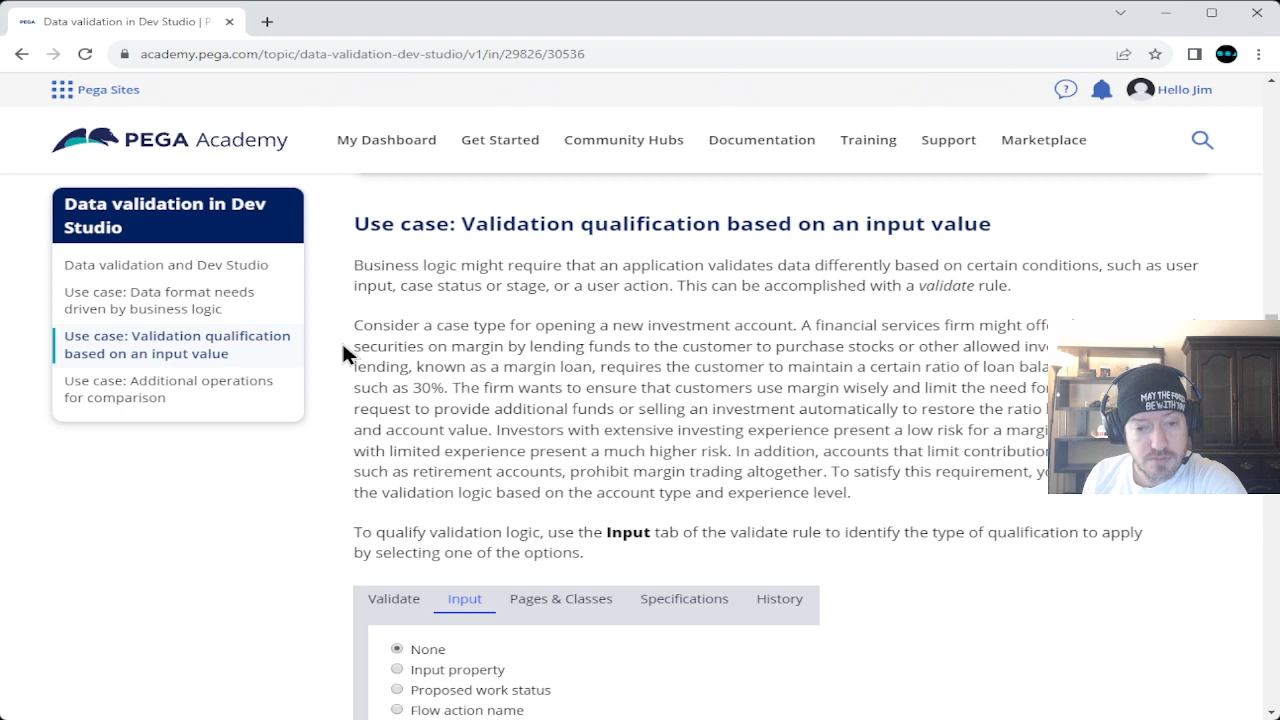 PEGA Data validation in Dev Studio | P
academy.pega.com/topic/data-validation-dev-studio/v1/in/29826/30536
Pega Sites
Hello Jim
PEGA Academy
My Dashboard Get Started Community Hubs Documentation Training Support Marketplace
Data validation in Dev
Studio
Data validation and Dev Studio
Use case: Data format needs
driven by business logic
Use case: Validation qualification
based on an input value
Use case: Additional operations
for comparison
Use case: Validation qualification based on an input value
Business logic might require that an application validates data differently based on certain conditions, such as user
input, case status or stage, or a user action. This can be accomplished with a validate rule.
Consider a case type for opening a new investment account. A financial services firm might
securities on margin by lending funds to the customer to purchase stocks or other allowed
lending, known as a margin loan, requires the customer to maintain a certain ratio of loan
such as 30%. The firm wants to ensure that customers use margin wisely and limit the need for
request to provide additional funds or selling an investment automatically to restore the ratio
and account value. Investors with extensive investing experience present a low risk for a
with limited experience present a much higher risk. In addition, accounts that limit
such as retirement accounts, prohibit margin trading altogether. To satisfy this requirement,
the validation logic based on the account type and experience level.
To qualify validation logic, use the Input tab of the validate rule to identify the type of qualification to apply
by selecting one of the options.
Validate Input Pages & Classes Specifications History
None
Input property
Proposed work status
Flow action name
MAY THE FORCE
BE WITH YOU